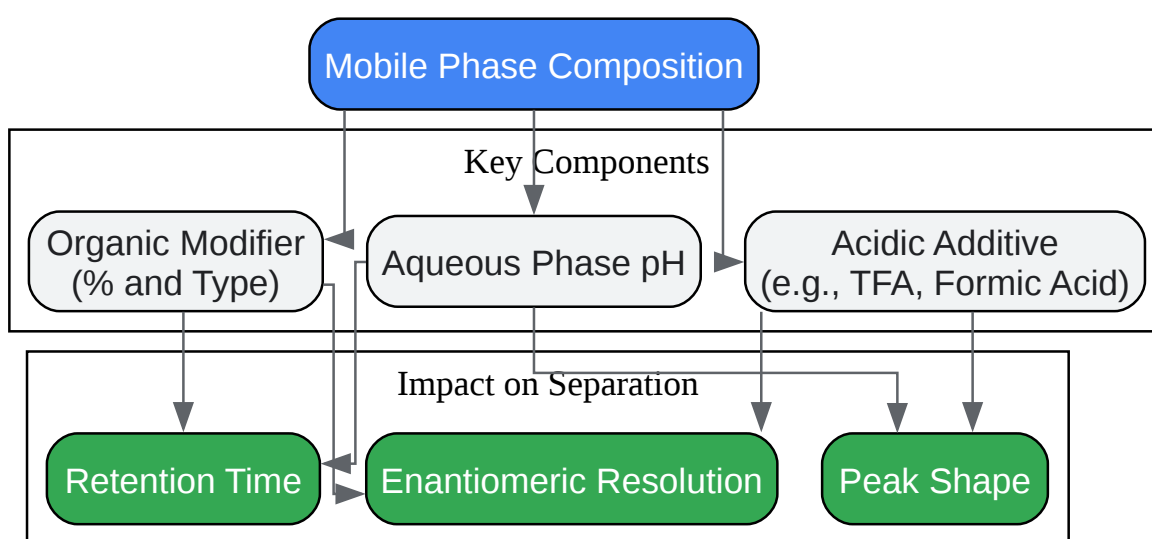 Mobile Phase Composition
Key Components
Organic Modifier
(% and Type)
Aqueous Phase pH
Acidic Additive
(e.g., TFA, Formic Acid)
Impact on Separation
Retention Time
Enantiomeric Resolution
Peak Shape